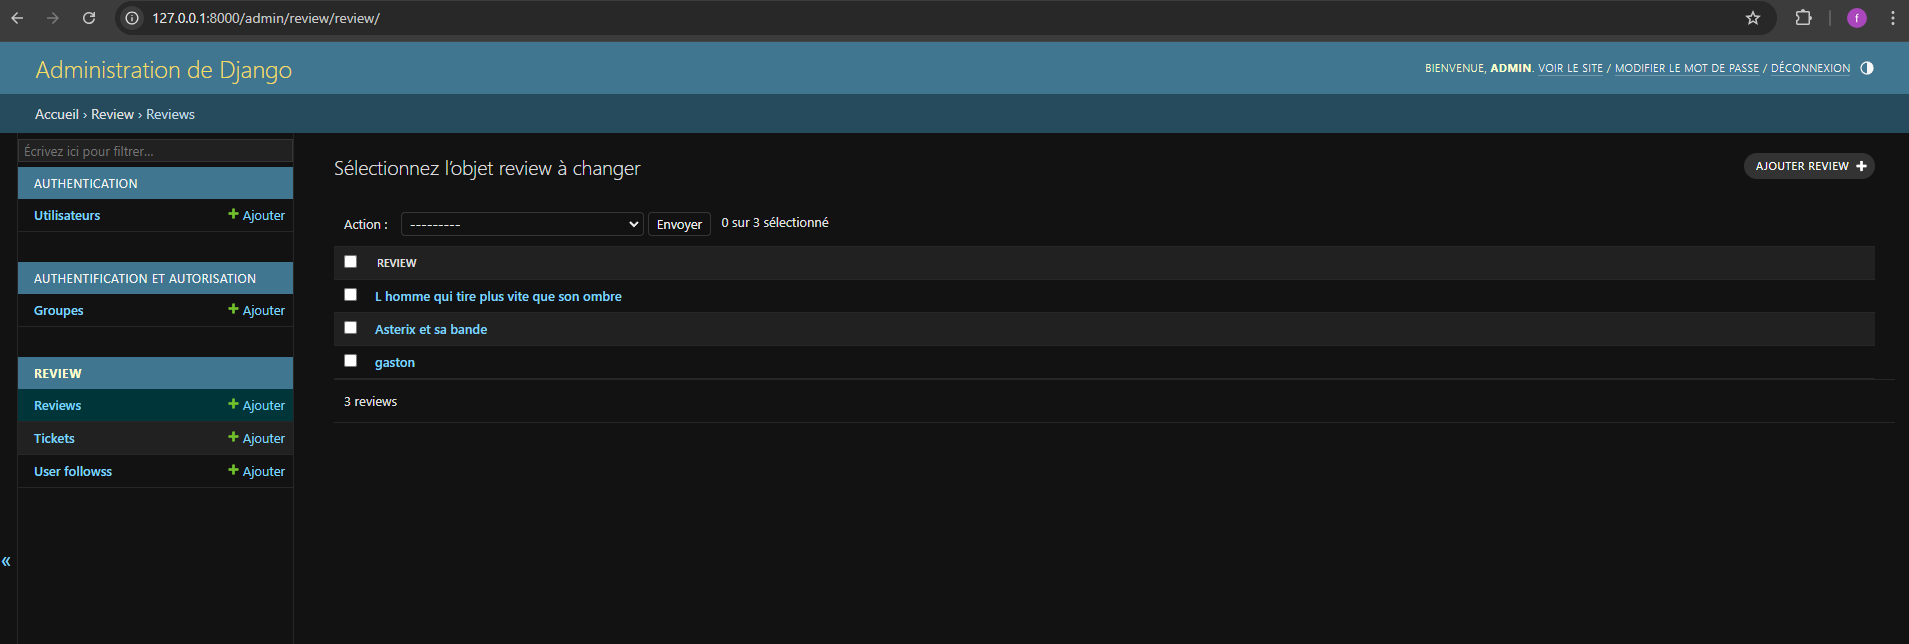 127.0.0.1:8000/admin/review/review/
f
Administration de Django
BIENVENUE, ADMIN. VOIR LE SITE / MODIFIER LE MOT DE PASSE / DÉCONNEXION
Accueil › Review › Reviews
Écrivez ici pour filtrer…
AUTHENTICATION
Utilisateurs
+ Ajouter
AUTHENTIFICATION ET AUTORISATION
Groupes
+ Ajouter
REVIEW
Reviews
+ Ajouter
Tickets
+ Ajouter
User followss
+ Ajouter
«
Sélectionnez l’objet review à changer
AJOUTER REVIEW +
Action : --------- Envoyer 0 sur 3 sélectionné
REVIEW
L homme qui tire plus vite que son ombre
Asterix et sa bande
gaston
3 reviews